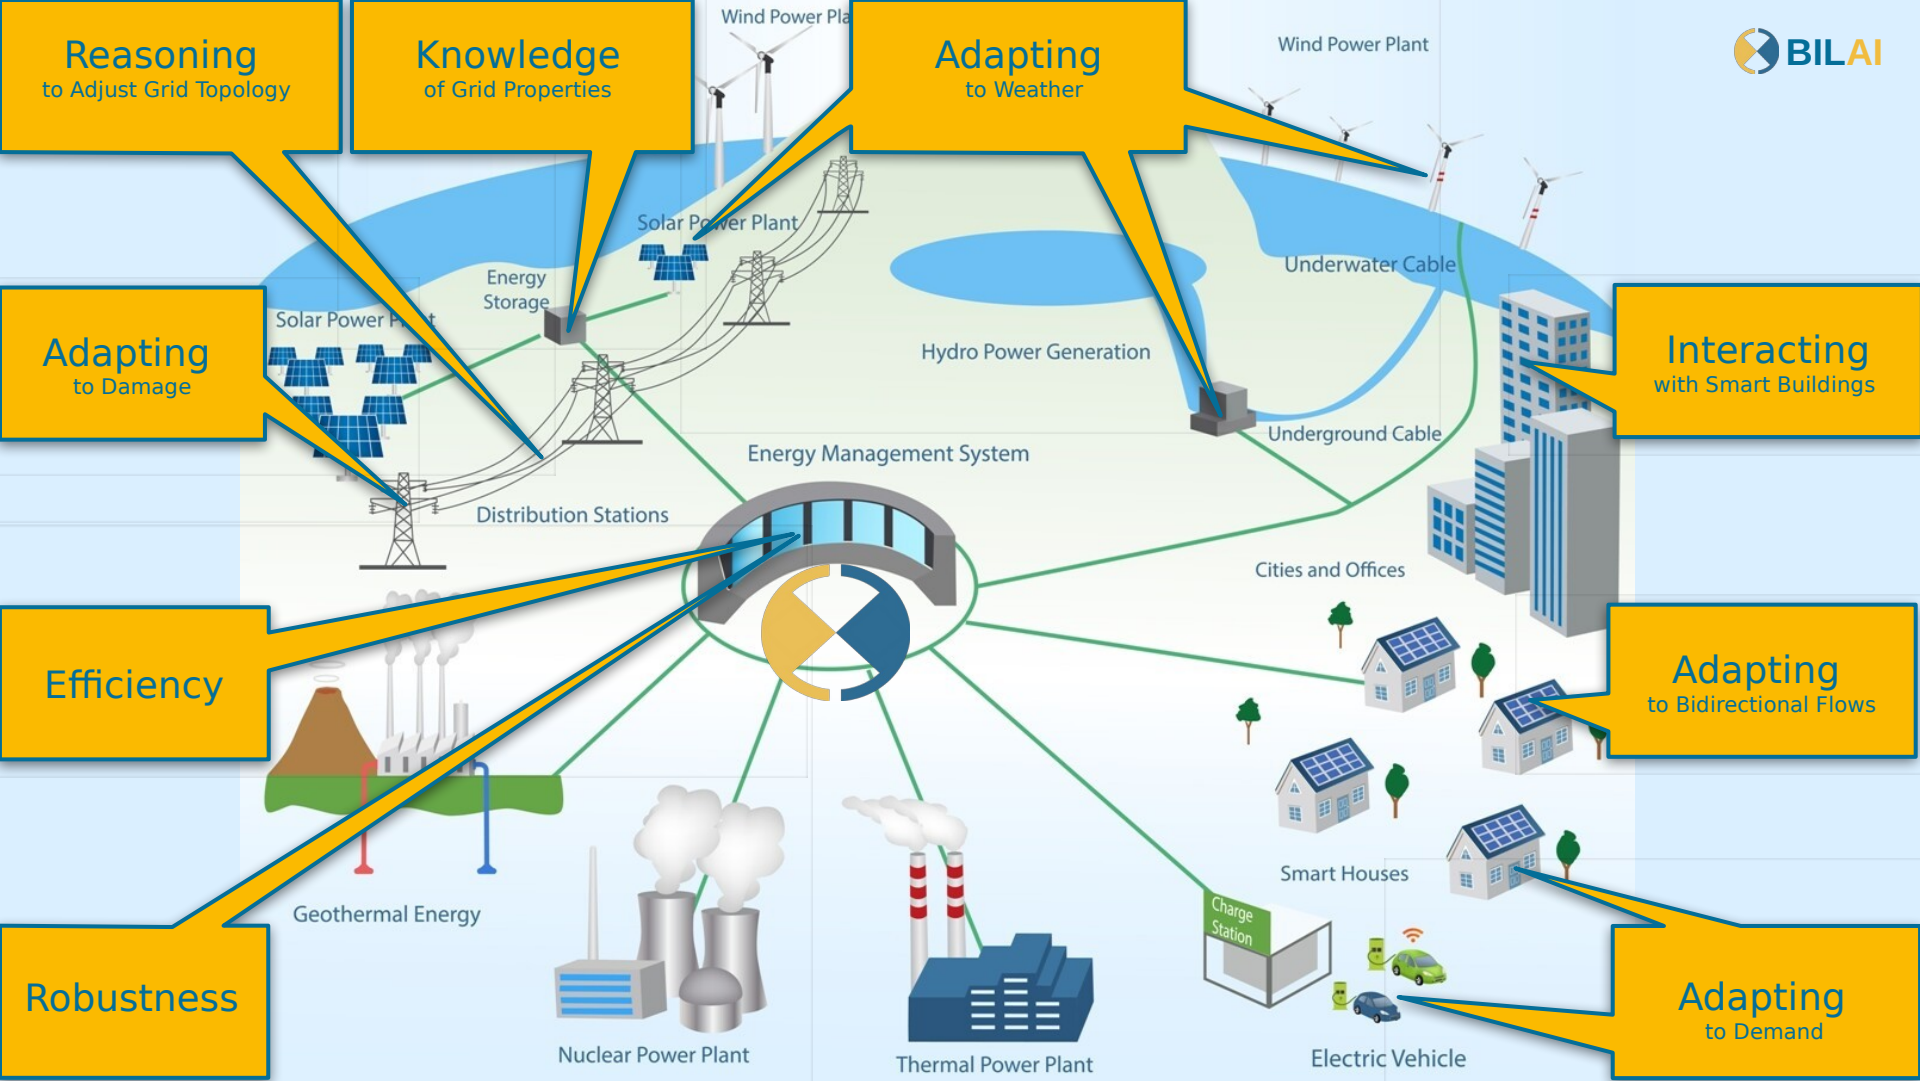 Reasoning
to Adjust Grid Topology
Knowledge
of Grid Properties
Wind Power Pla
Adapting
to Weather
Wind Power Plant
BILAI
Solar Power Plant
Energy
Storage
Underwater Cable
Solar Power Plant
Adapting
to Damage
Hydro Power Generation
Interacting
with Smart Buildings
Underground Cable
Energy Management System
Distribution Stations
Cities and Offices
Efficiency
Adapting
to Bidirectional Flows
Smart Houses
Charge
Station
Geothermal Energy
Robustness
Adapting
to Demand
Nuclear Power Plant
Thermal Power Plant
Electric Vehicle